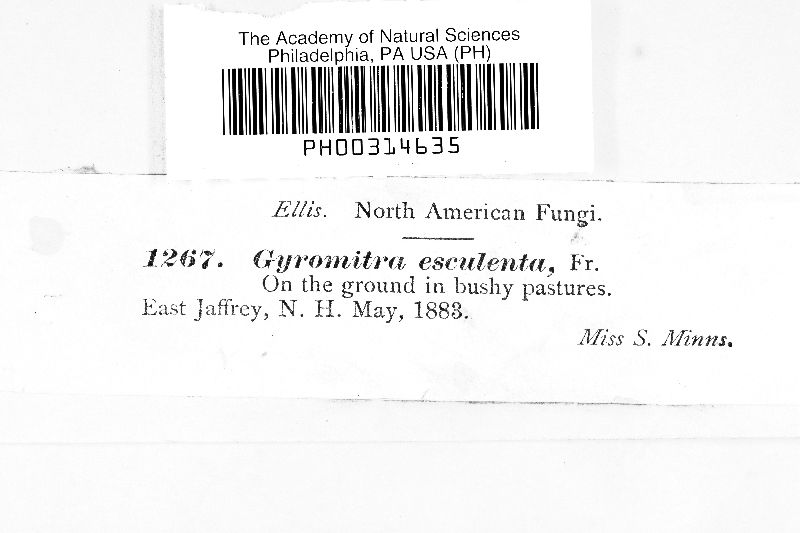 The Academy of Natural Sciences
Philadelphia, PA USA (PH)
PH00314635
Ellis. North American Fungi.
1267. Gyromitra esculenta, Fr.
On the ground in bushy pastures.
East Jaffrey, N. H. May, 1883.
Miss S. Minns.